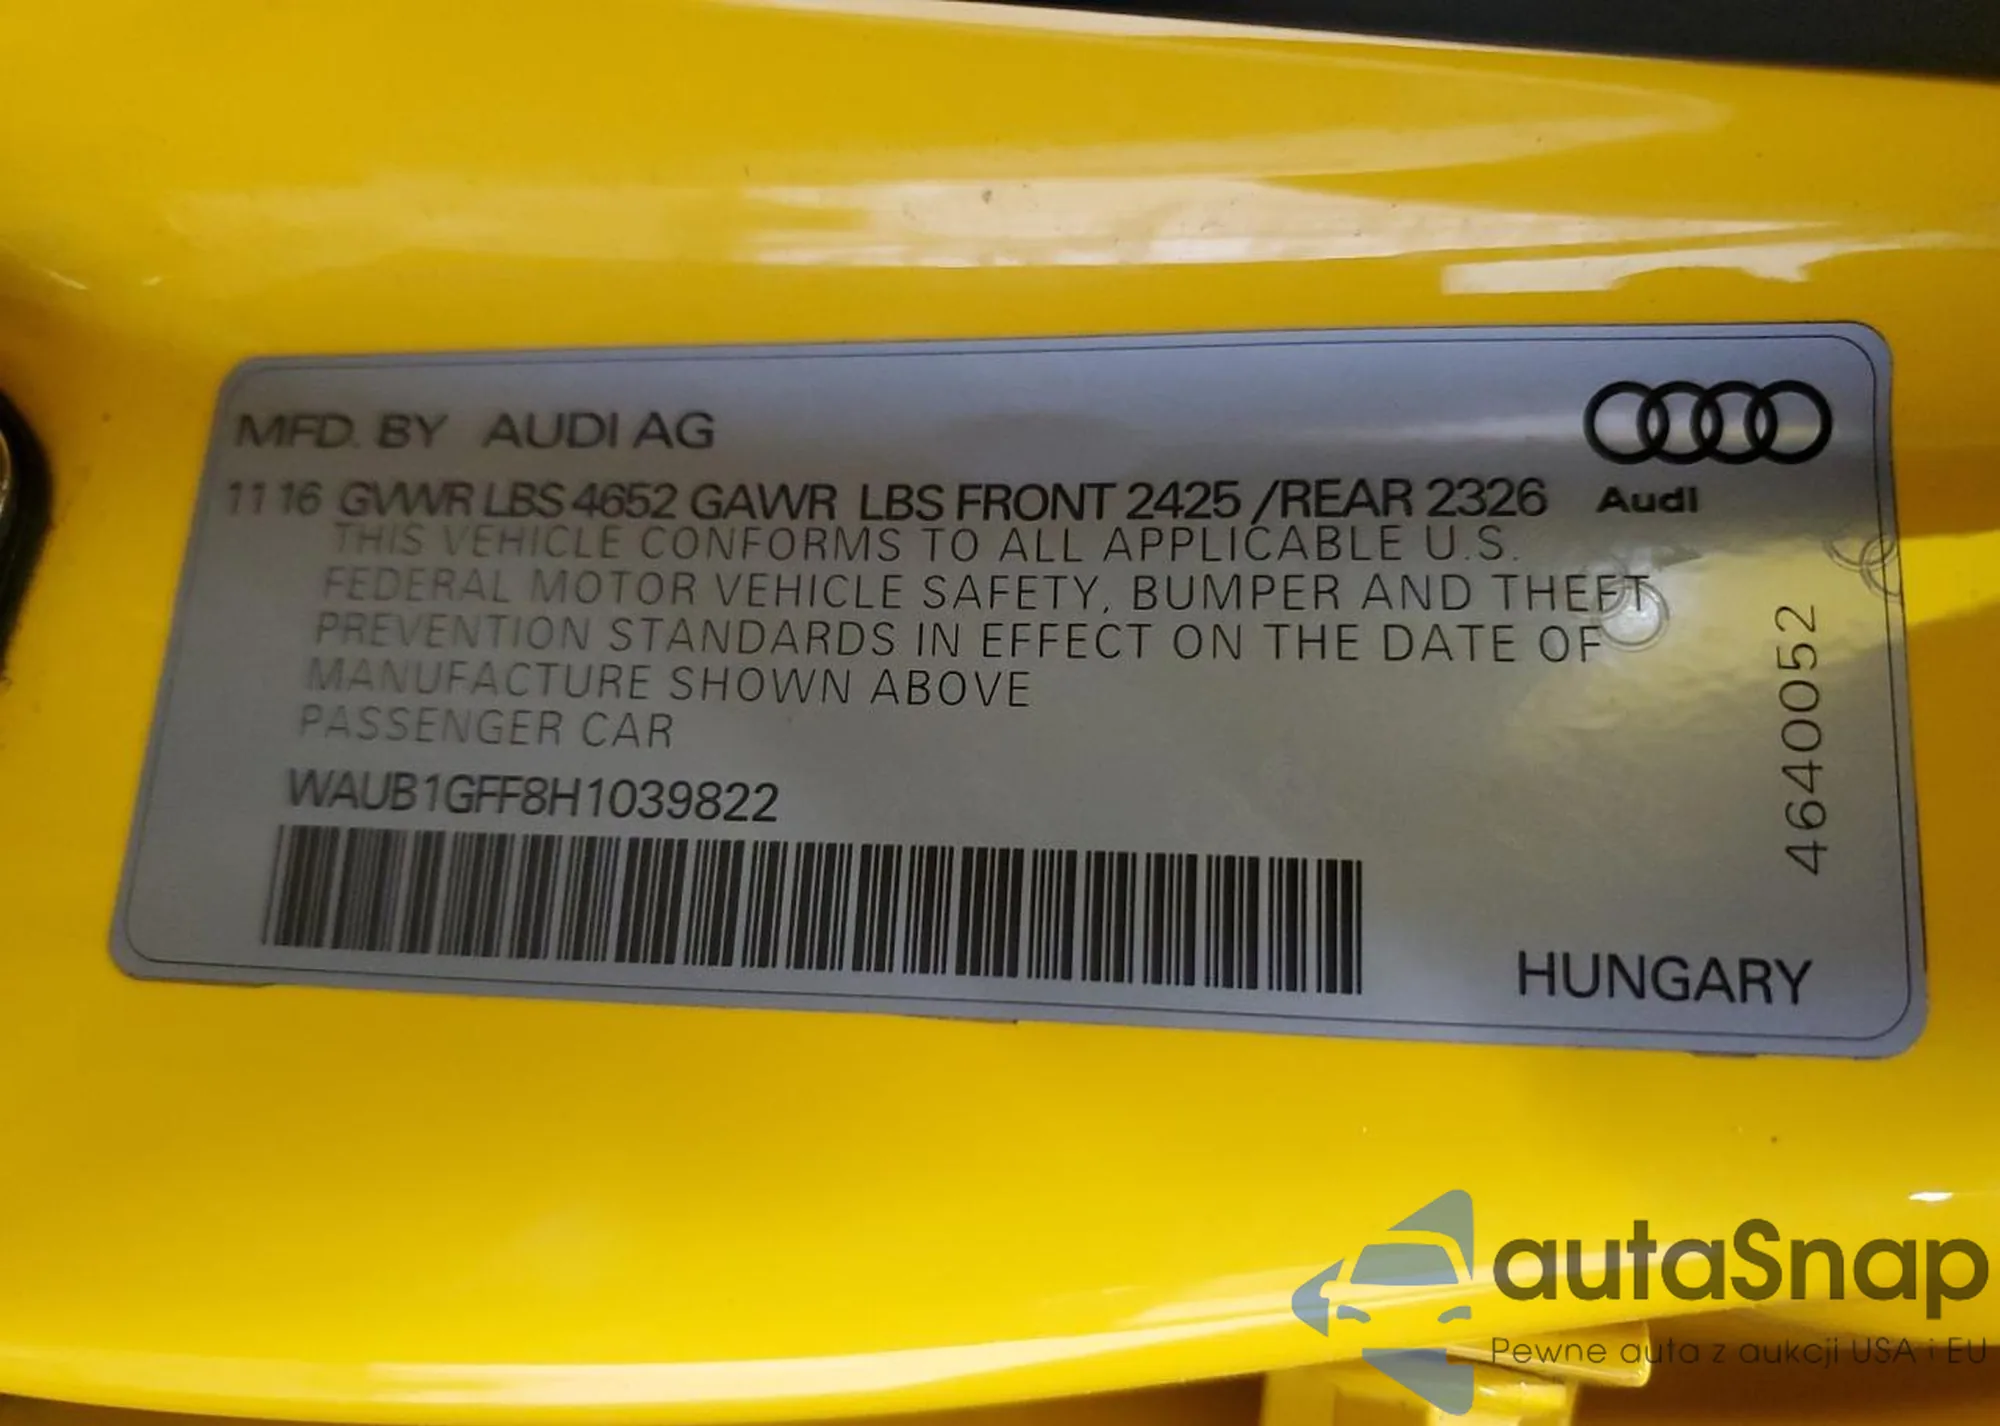 MFD. BY AUDI AG
11 16 GVWR LBS 4652 GAWR LBS FRONT 2425 /REAR 2326
Audi
THIS VEHICLE CONFORMS TO ALL APPLICABLE U.S.
FEDERAL MOTOR VEHICLE SAFETY, BUMPER AND THEFT
PREVENTION STANDARDS IN EFFECT ON THE DATE OF
MANUFACTURE SHOWN ABOVE
PASSENGER CAR
WAUB1GFF8H1039822
4640052
HUNGARY
autaSnap
Pewne auta z aukcji USA i EU